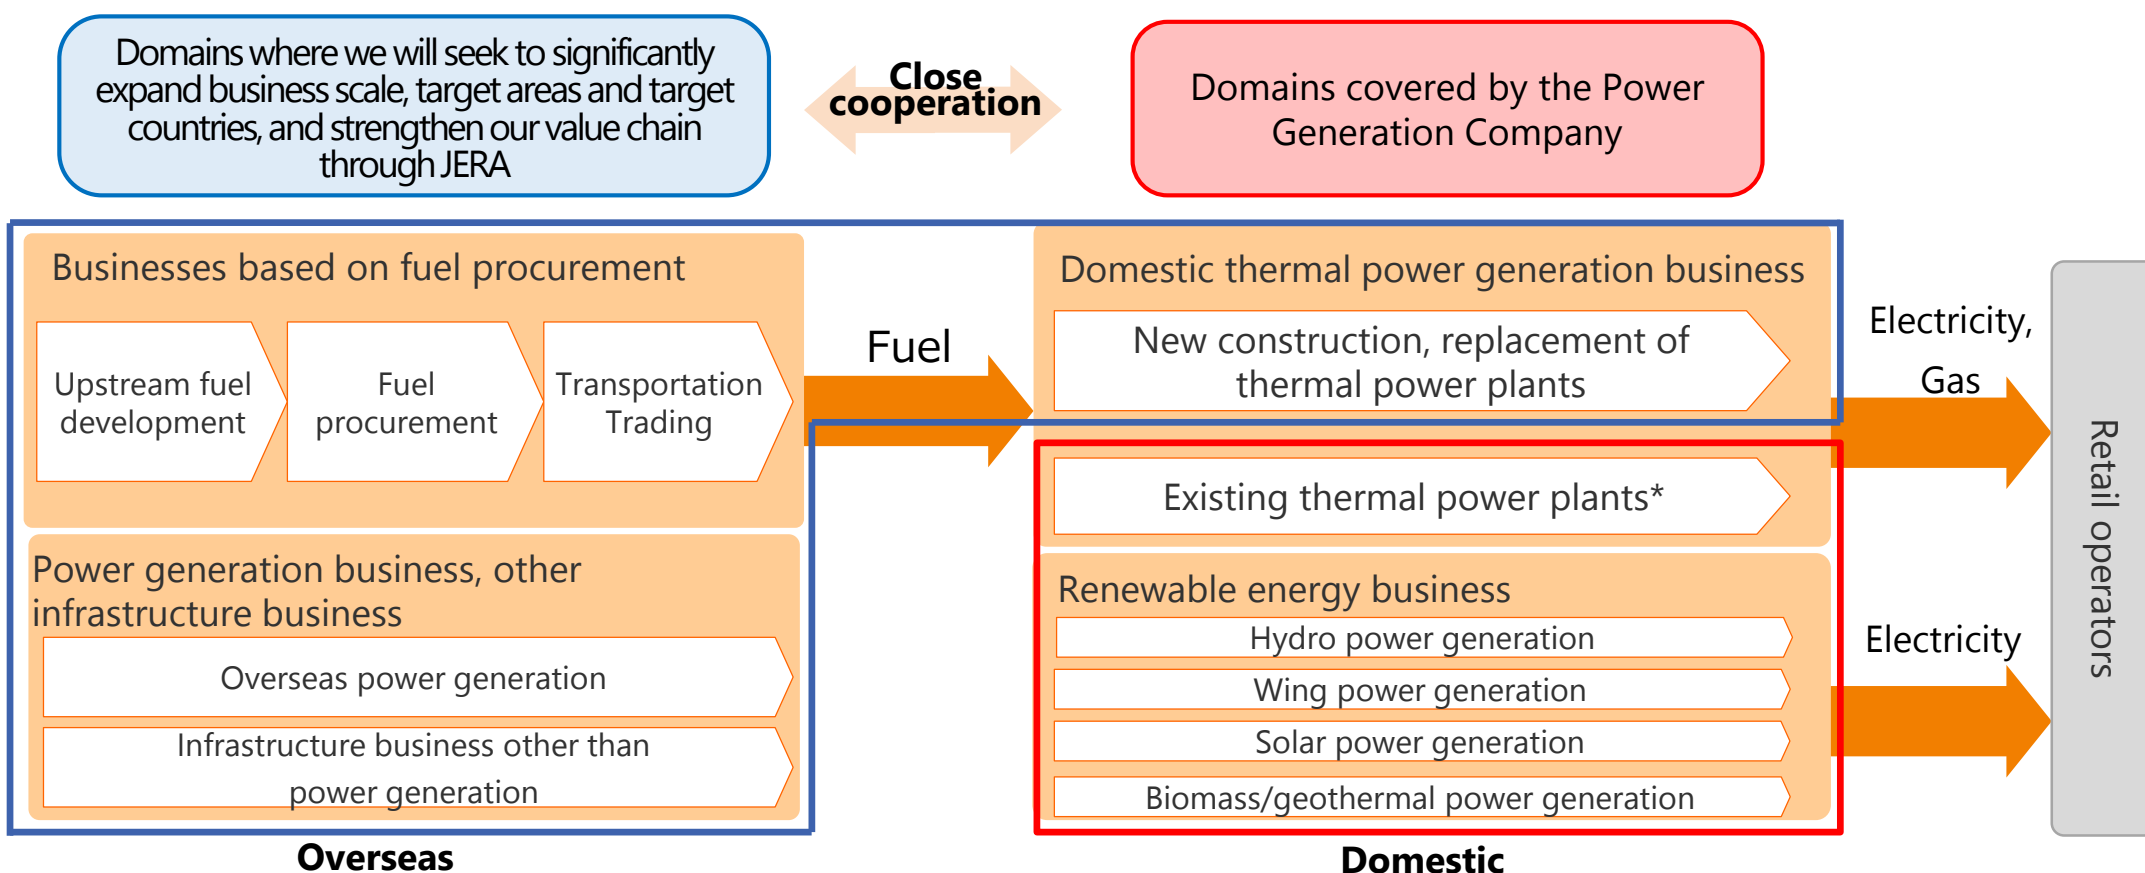 Domains where we will seek to significantly
expand business scale, target areas and target
countries, and strengthen our value chain
through JERA
Close
cooperation
Domains covered by the Power
Generation Company
Businesses based on fuel procurement
Upstream fuel
development
Fuel
procurement
Transportation
Trading
Fuel
Domestic thermal power generation business
New construction, replacement of
thermal power plants
Existing thermal power plants*
Electricity,
Gas
Power generation business, other
infrastructure business
Overseas power generation
Infrastructure business other than
power generation
Renewable energy business
Hydro power generation
Wing power generation
Solar power generation
Biomass/geothermal power generation
Electricity
Retail operators
Overseas
Domestic